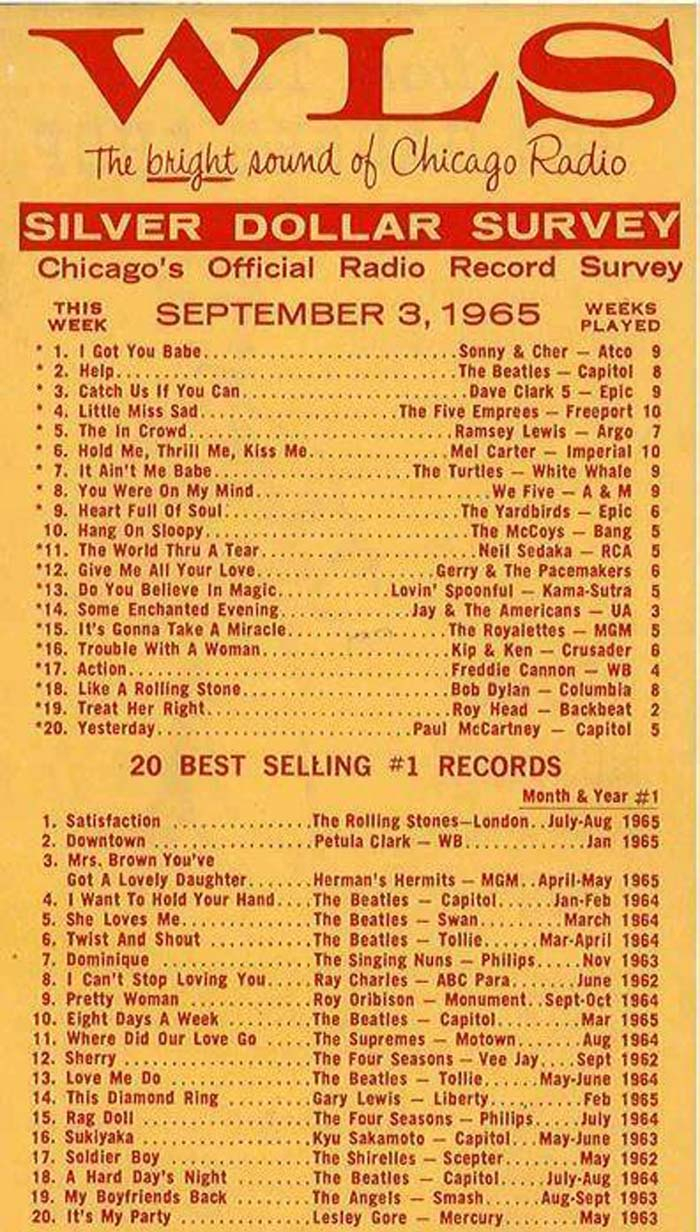 WLS
The bright sound of Chicago Radio
SILVER DOLLAR SURVEY
Chicago's Official Radio Record Survey
THIS WEEK SEPTEMBER 3, 1965 WEEKS PLAYED
* 1. I Got You Babe..........Sonny & Cher — Atco 9
* 2. Help..........The Beatles — Capitol 8
* 3. Catch Us If You Can..........Dave Clark 5 — Epic 9
* 4. Little Miss Sad..........The Five Emprees — Freeport 10
* 5. The In Crowd..........Ramsey Lewis — Argo 7
* 6. Hold Me, Thrill Me, Kiss Me..........Mel Carter — Imperial 10
* 7. It Ain't Me Babe..........The Turtles — White Whale 9
* 8. You Were On My Mind..........We Five — A & M 9
* 9. Heart Full Of Soul..........The Yardbirds — Epic 6
10. Hang On Sloopy..........The McCoys — Bang 5
*11. The World Thru A Tear..........Neil Sedaka — RCA 5
*12. Give Me All Your Love..........Gerry & The Pacemakers 6
*13. Do You Believe In Magic..........Lovin' Spoonful — Kama-Sutra 5
*14. Some Enchanted Evening..........Jay & The Americans — UA 3
*15. It's Gonna Take A Miracle..........The Royalettes — MGM 5
*16. Trouble With A Woman..........Kip & Ken — Crusader 6
*17. Action..........Freddie Cannon — WB 4
*18. Like A Rolling Stone..........Bob Dylan — Columbia 8
*19. Treat Her Right..........Roy Head — Backbeat 2
*20. Yesterday..........Paul McCartney — Capitol 5
20 BEST SELLING #1 RECORDS
Month & Year #1
1. Satisfaction ..........The Rolling Stones—London..July-Aug 1965
2. Downtown ..........Petula Clark — WB..........Jan 1965
3. Mrs. Brown You've
Got A Lovely Daughter.......Herman's Hermits — MGM..April-May 1965
4. I Want To Hold Your Hand....The Beatles — Capitol......Jan-Feb 1964
5. She Loves Me..........The Beatles — Swan........March 1964
6. Twist And Shout ..........The Beatles — Tollie......Mar-April 1964
7. Dominique ..........The Singing Nuns — Philips.....Nov 1963
8. I Can't Stop Loving You.....Ray Charles — ABC Para.......June 1962
9. Pretty Woman ..........Roy Oribison — Monument..Sept-Oct 1964
10. Eight Days A Week .........The Beatles — Capitol........Mar 1965
11. Where Did Our Love Go .....The Supremes — Motown......Aug 1964
12. Sherry ..........The Four Seasons — Vee Jay....Sept 1962
13. Love Me Do ..........The Beatles — Tollie......May-June 1964
14. This Diamond Ring ..........Gary Lewis — Liberty..........Feb 1965
15. Rag Doll ..........The Four Seasons — Philips.....July 1964
16. Sukiyaka ..........Kyu Sakamoto — Capitol...May-June 1963
17. Soldier Boy ..........The Shirelles — Scepter........May 1962
18. A Hard Day's Night ........The Beatles — Capitol.....July-Aug 1964
19. My Boyfriends Back .........The Angels — Smash......Aug-Sept 1963
20. It's My Party ..........Lesley Gore — Mercury.......May 1963